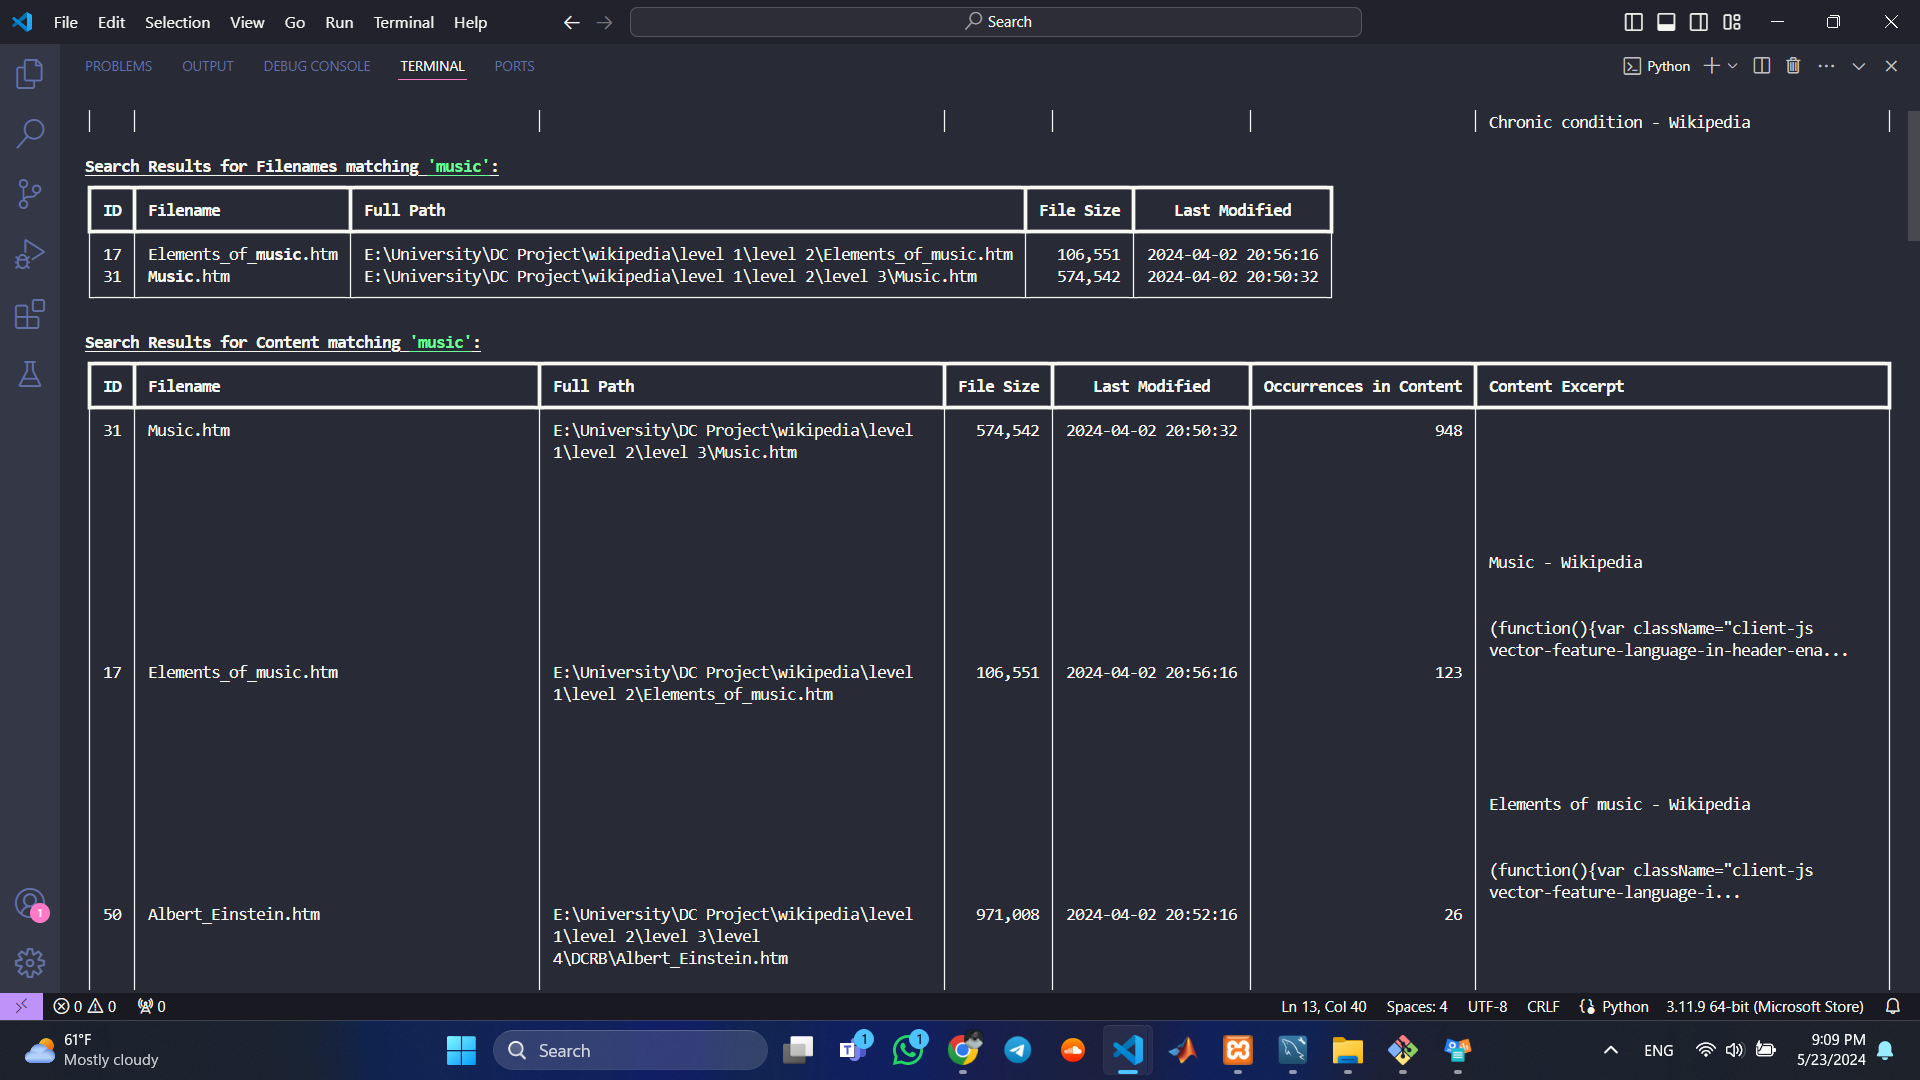 File Edit Selection View Go Run Terminal Help Search
PROBLEMS OUTPUT DEBUG CONSOLE TERMINAL PORTS Python
Chronic condition - Wikipedia
Search Results for Filenames matching 'music':
ID Filename Full Path File Size Last Modified
17 Elements_of_music.htm E:\University\DC Project\wikipedia\level 1\level 2\Elements_of_music.htm 106,551 2024-04-02 20:56:16
31 Music.htm E:\University\DC Project\wikipedia\level 1\level 2\level 3\Music.htm 574,542 2024-04-02 20:50:32
Search Results for Content matching 'music':
ID Filename Full Path File Size Last Modified Occurrences in Content Content Excerpt
31 Music.htm E:\University\DC Project\wikipedia\level 574,542 2024-04-02 20:50:32 948
1\level 2\level 3\Music.htm
Music - Wikipedia
(function(){var className="client-js
vector-feature-language-in-header-ena...
17 Elements_of_music.htm E:\University\DC Project\wikipedia\level 106,551 2024-04-02 20:56:16 123
1\level 2\Elements_of_music.htm
Elements of music - Wikipedia
(function(){var className="client-js
vector-feature-language-i...
50 Albert_Einstein.htm E:\University\DC Project\wikipedia\level 971,008 2024-04-02 20:52:16 26
1\level 2\level 3\level
4\DCRB\Albert_Einstein.htm
1
0 0 0 Ln 13, Col 40 Spaces: 4 UTF-8 CRLF Python 3.11.9 64-bit (Microsoft Store)
61°F
Mostly cloudy
Search
1
1
ENG
9:09 PM
5/23/2024